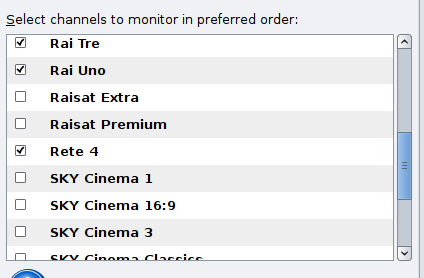 Select channels to monitor in preferred order:
Rai Tre
Rai Uno
Raisat Extra
Raisat Premium
Rete 4
SKY Cinema 1
SKY Cinema 16:9
SKY Cinema 3
SKY Cinema Classics